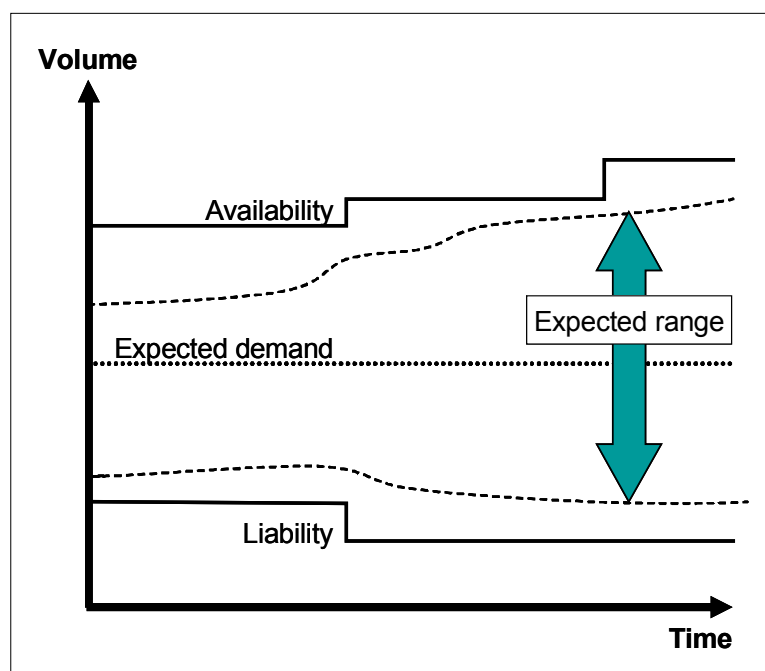 Volume
Availability
Expected range
Expected demand
Liability
Time